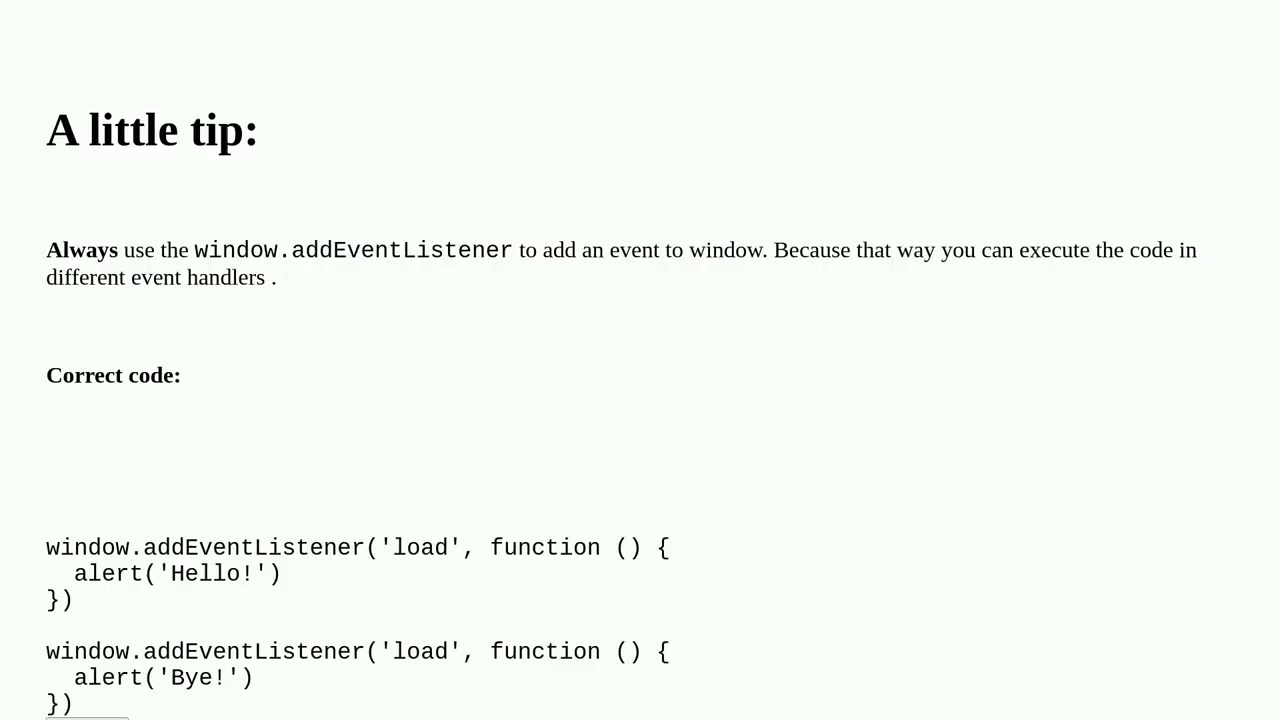 A little tip:
Always use the window.addEventListener to add an event to window. Because that way you can execute the code in
different event handlers .
Correct code:
window.addEventListener('load', function () {
  alert('Hello!')
})
window.addEventListener('load', function () {
  alert('Bye!')
})